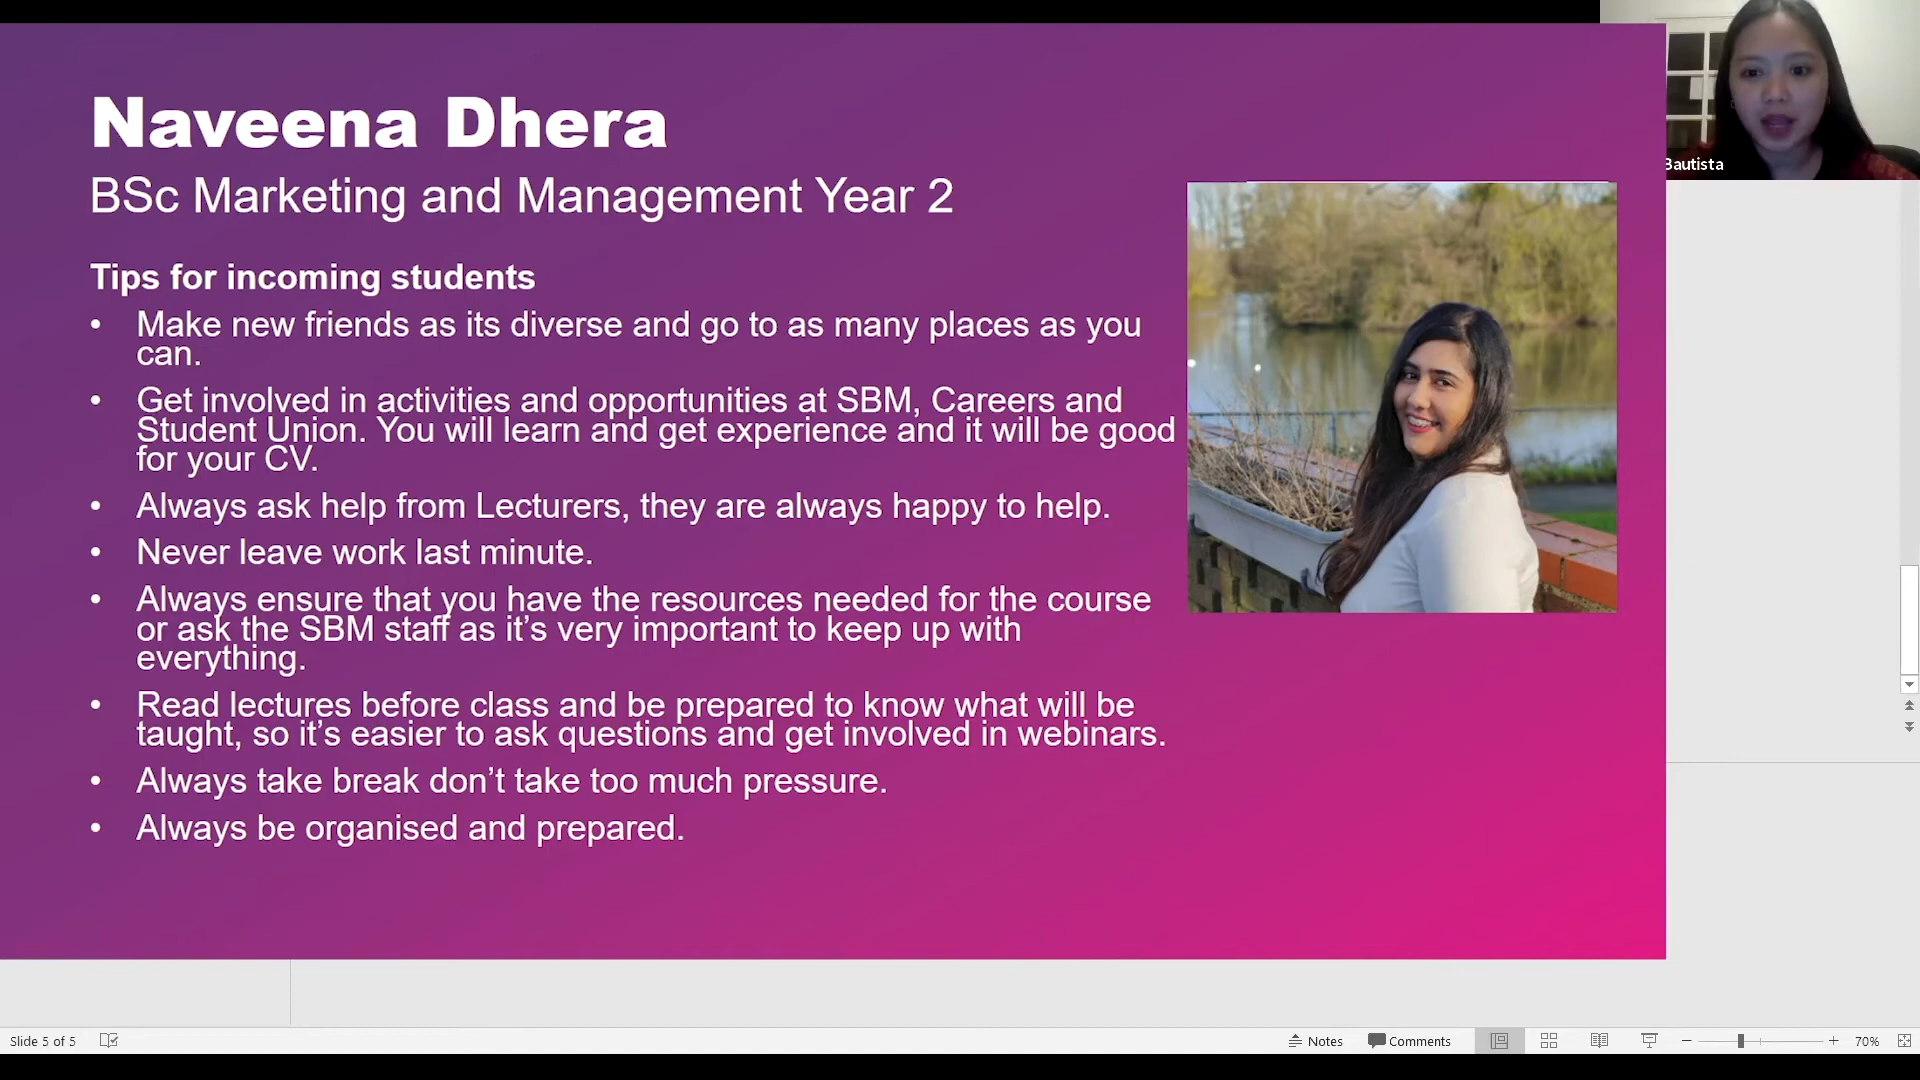 Naveena Dhera
BSc Marketing and Management Year 2
Tips for incoming students
• Make new friends as its diverse and go to as many places as you
can.
• Get involved in activities and opportunities at SBM, Careers and
Student Union. You will learn and get experience and it will be good
for your CV.
• Always ask help from Lecturers, they are always happy to help.
• Never leave work last minute.
• Always ensure that you have the resources needed for the course
or ask the SBM staff as it’s very important to keep up with
everything.
• Read lectures before class and be prepared to know what will be
taught, so it’s easier to ask questions and get involved in webinars.
• Always take break don’t take too much pressure.
• Always be organised and prepared.
Bautista
Slide 5 of 5
Notes
Comments
70%